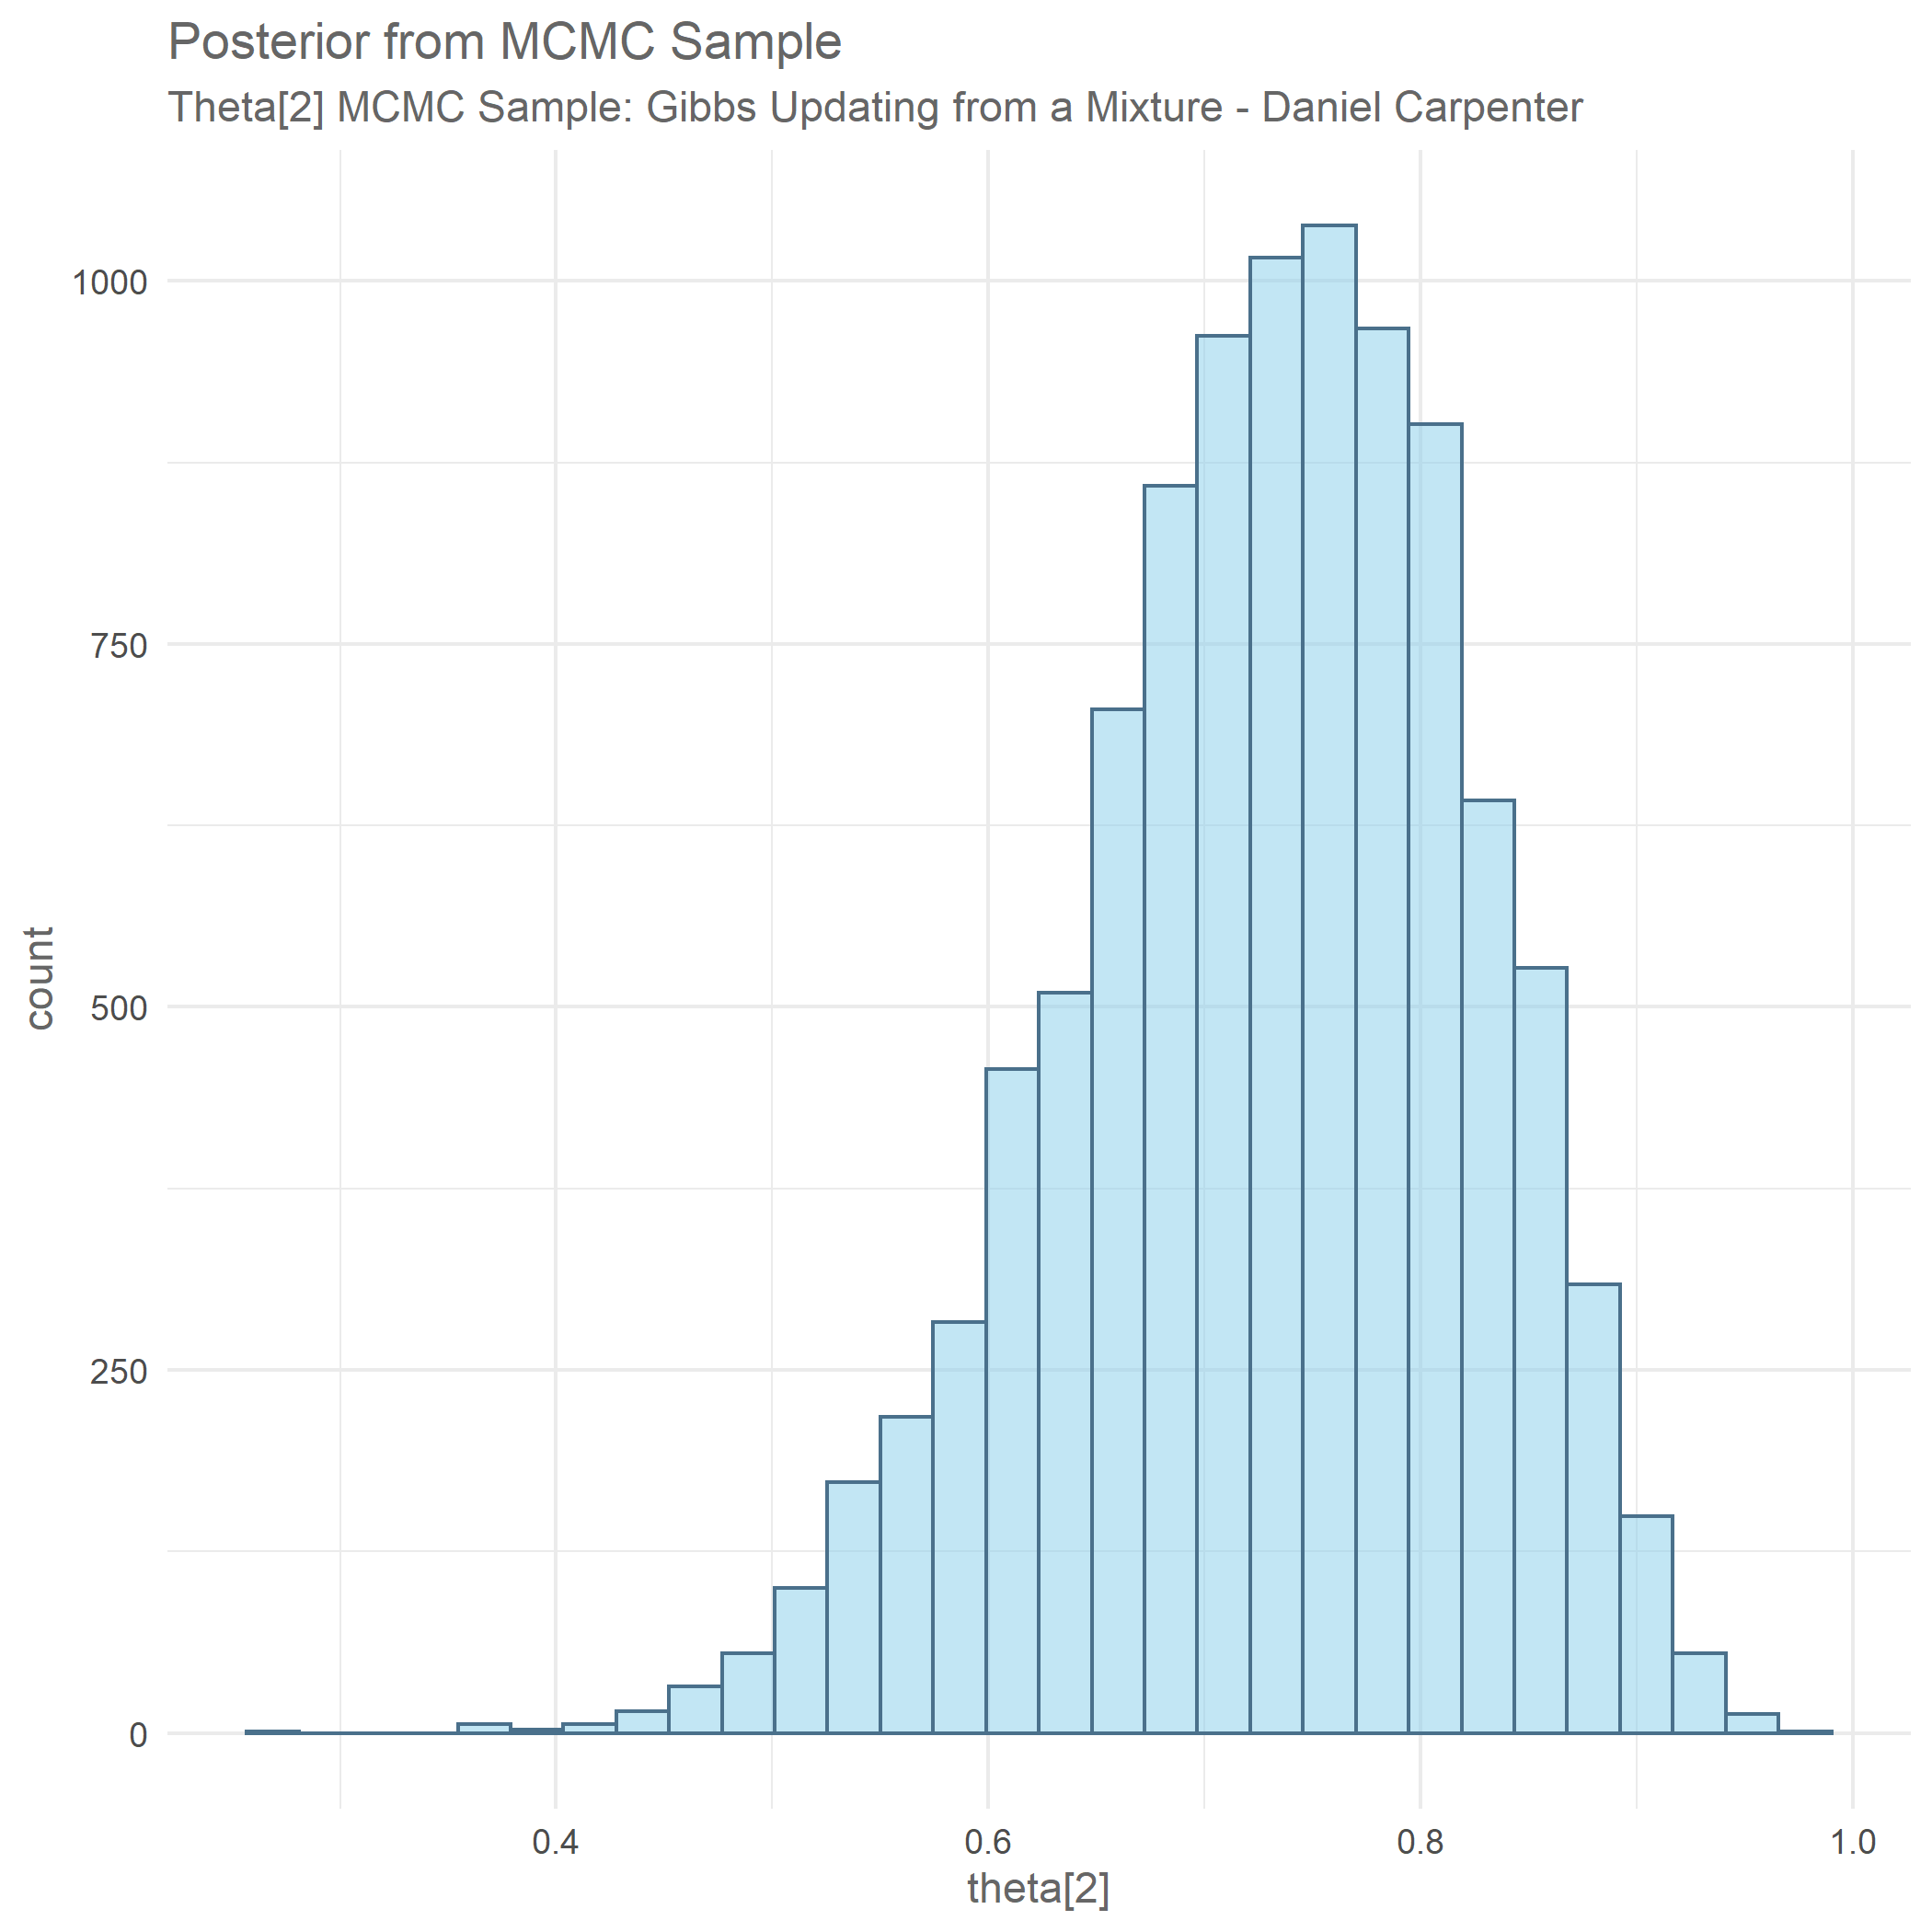 Posterior from MCMC Sample
Theta[2] MCMC Sample: Gibbs Updating from a Mixture - Daniel Carpenter
1000
750
500
250
0
count
0.4 0.6 0.8 1.0
theta[2]